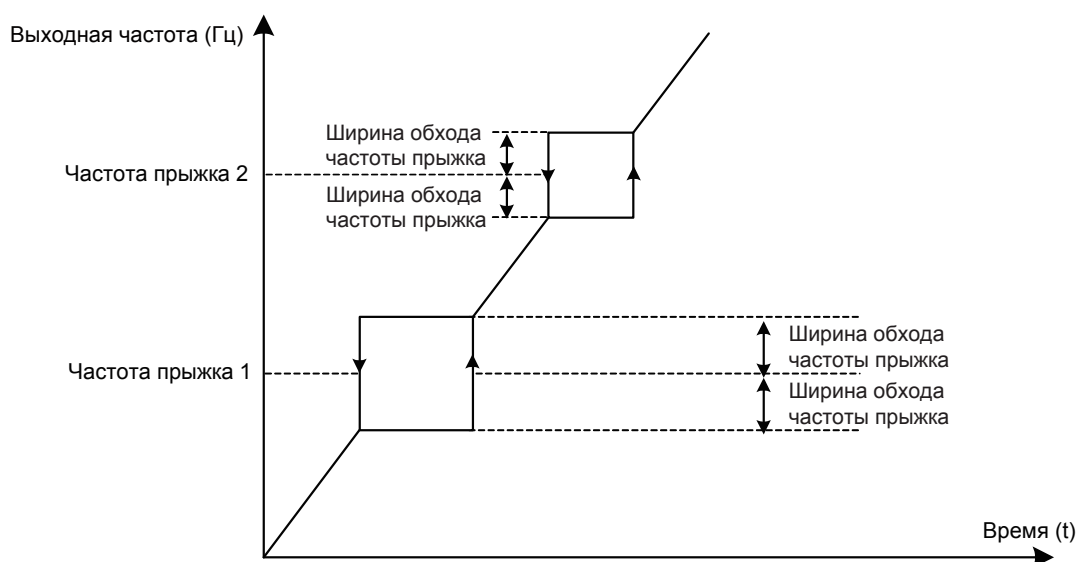 Выходная частота (Гц)
Ширина обхода
частоты прыжка
Частота прыжка 2
Ширина обхода
частоты прыжка
Ширина обхода
частоты прыжка
Частота прыжка 1
Ширина обхода
частоты прыжка
Время (t)